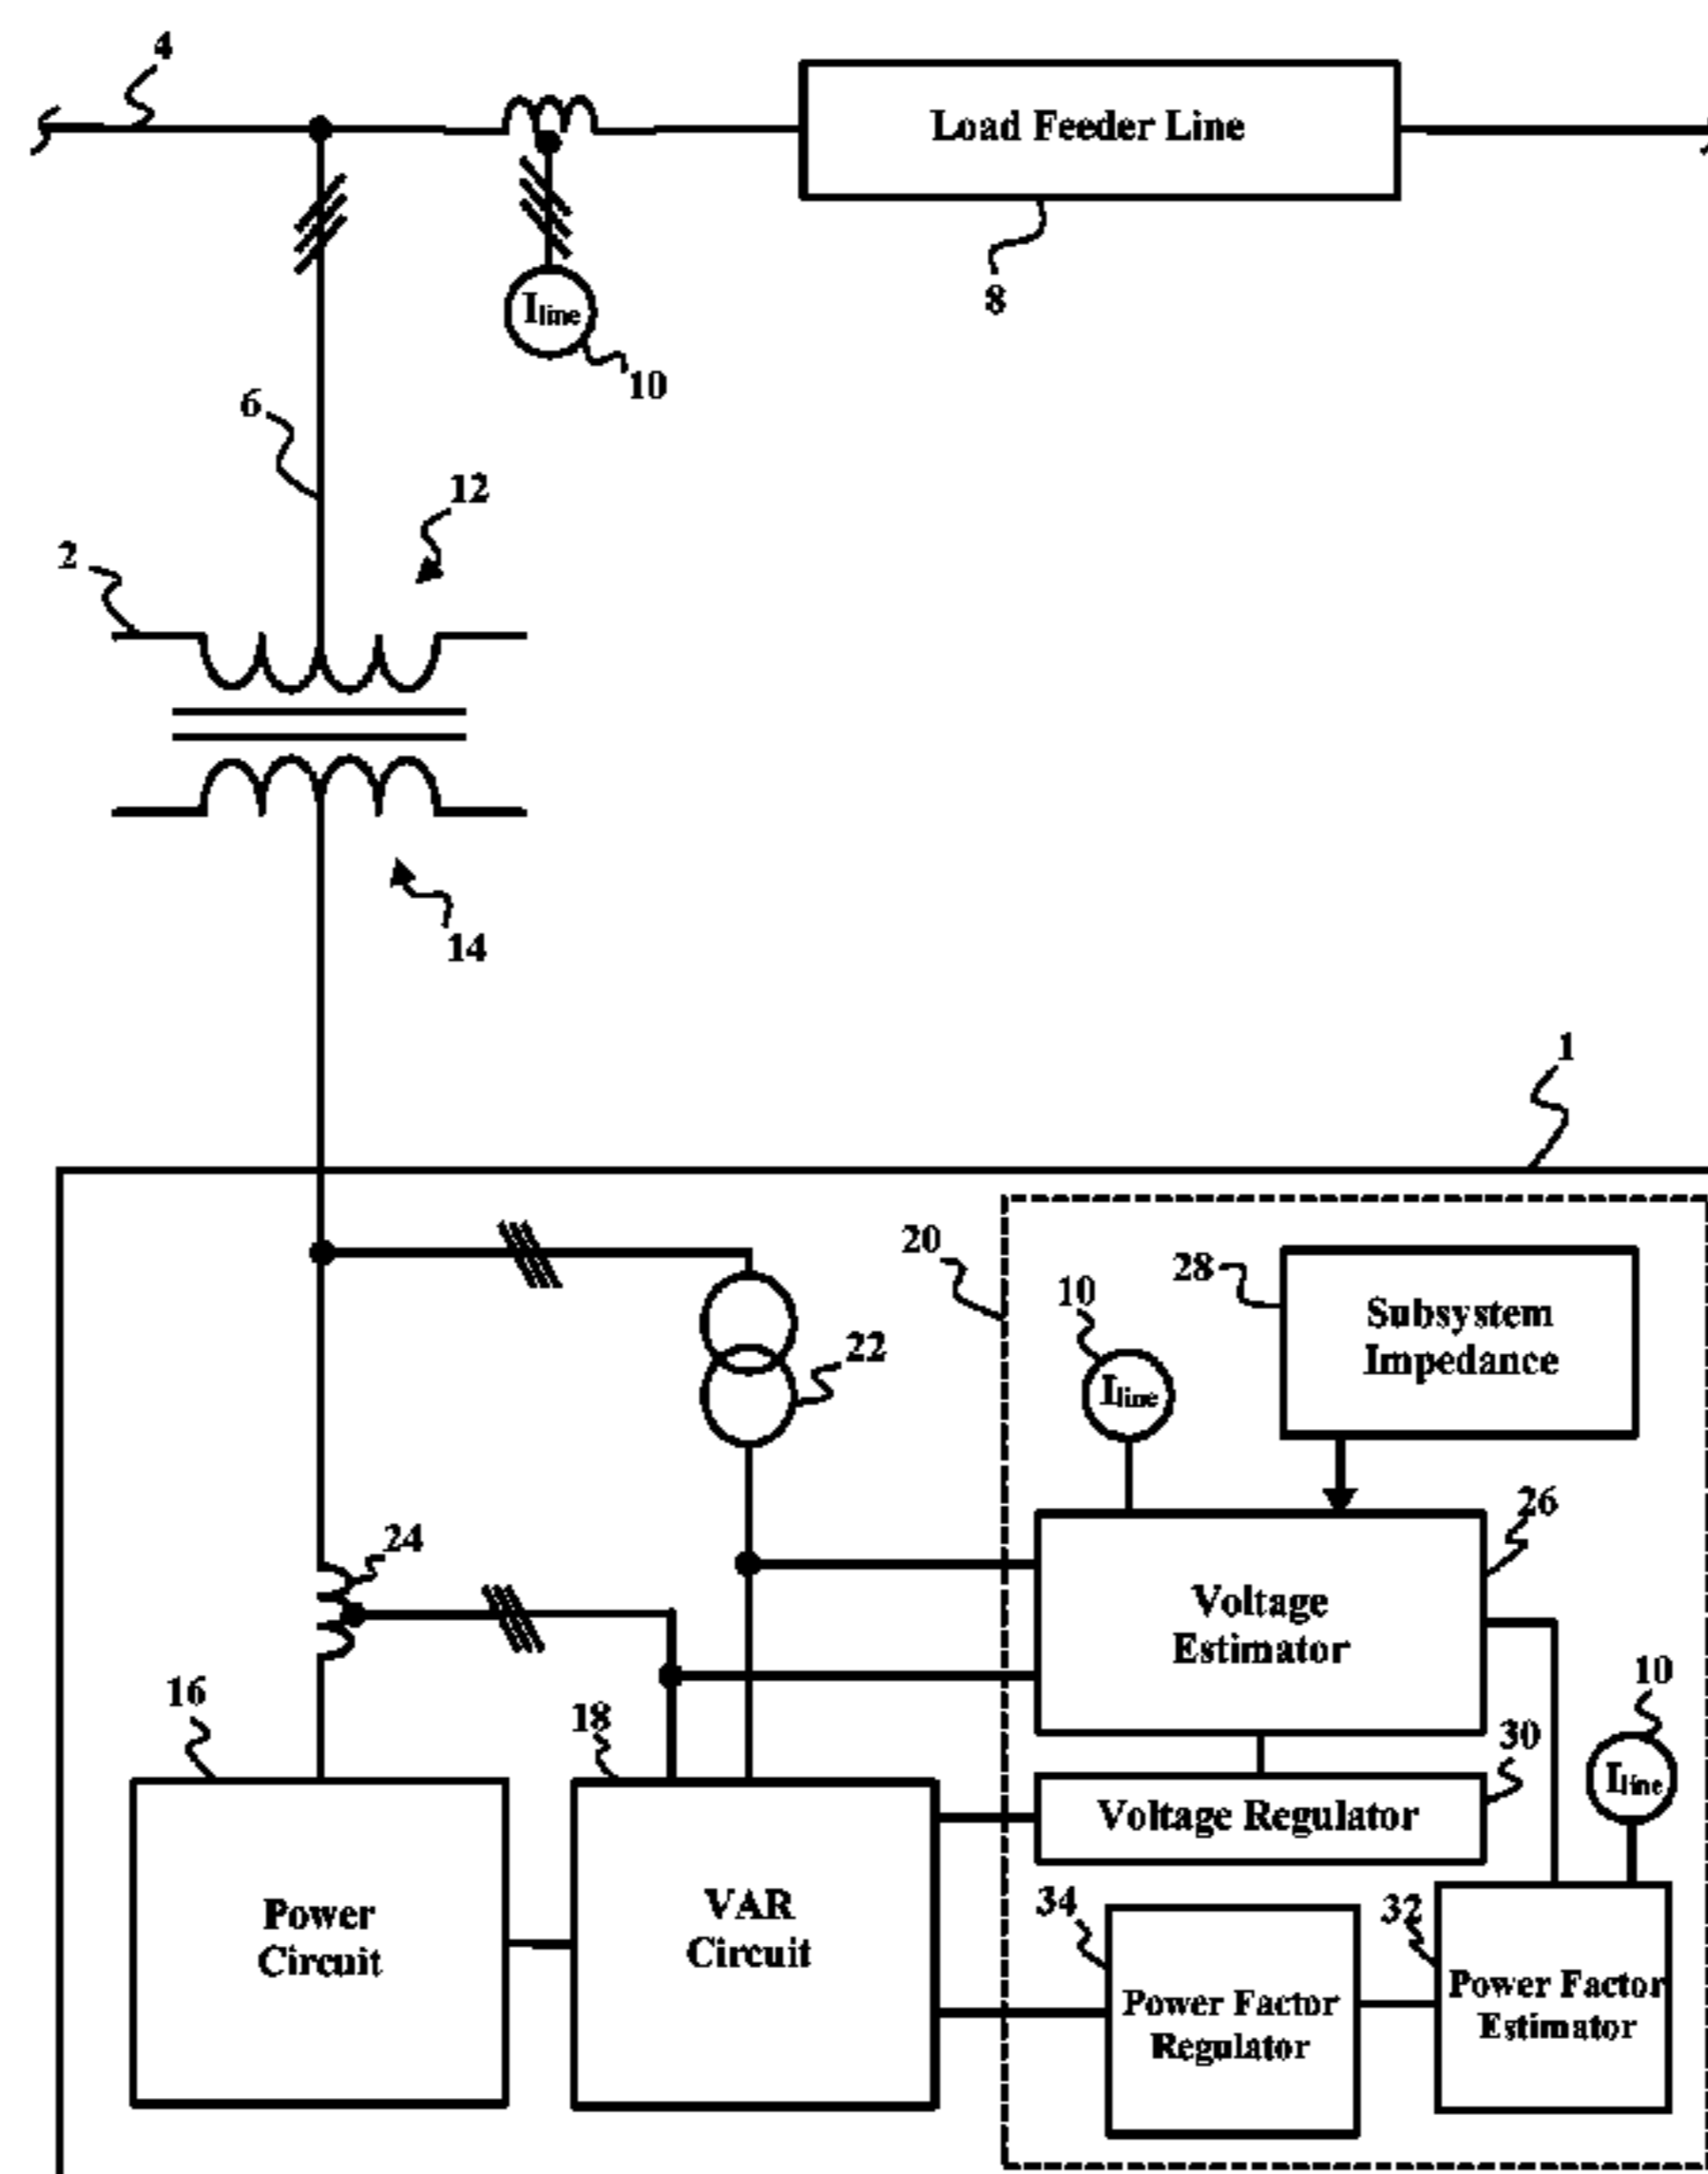 4
Load Feeder Line
8
Iline
10
6
12
2
14
1
20
28
Subsystem
Impedance
10
Iline
22
26
Voltage
Estimator
24
10
Iline
16
18
30
Voltage Regulator
Power
Circuit
VAR
Circuit
34
32
Power Factor
Regulator
Power Factor
Estimator